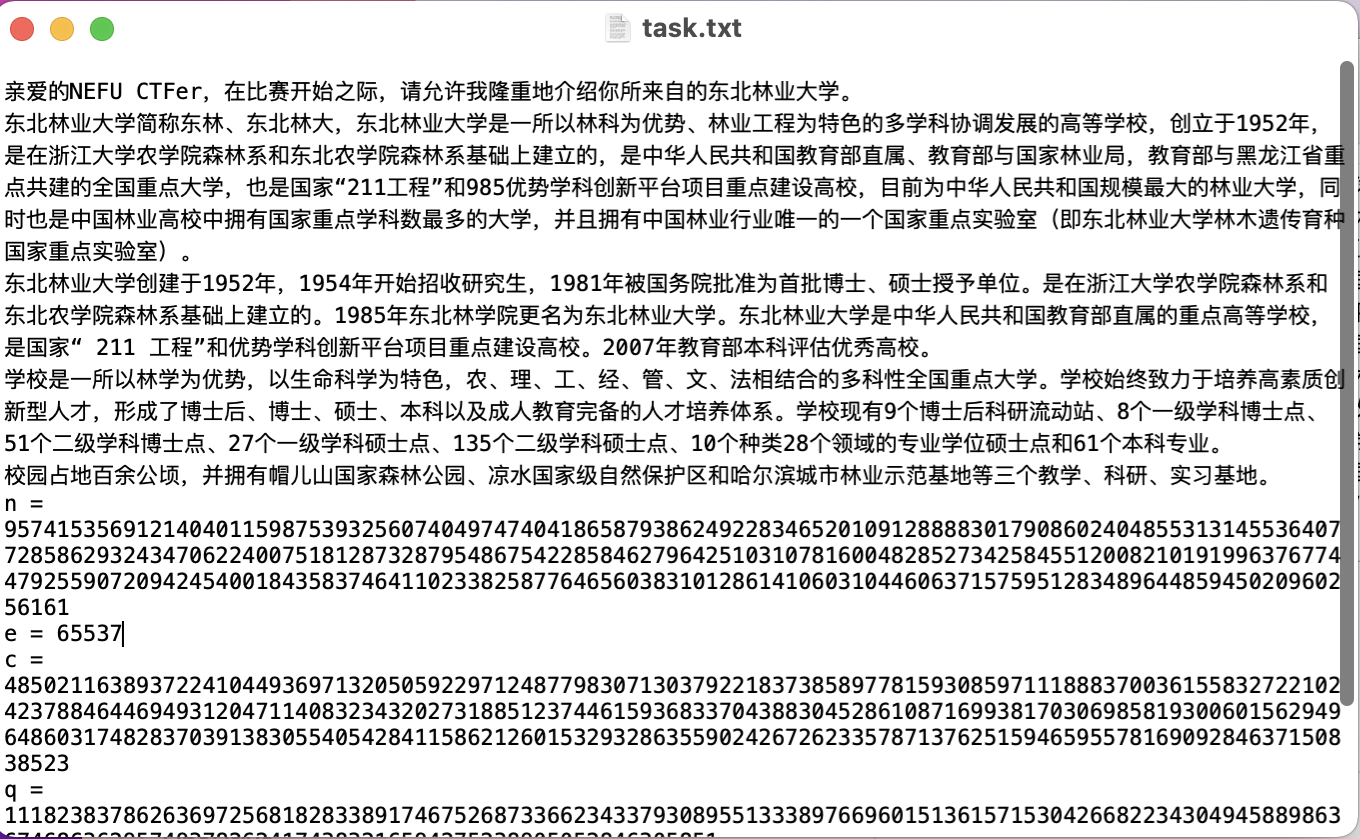 task.txt
亲爱的NEFU CTFer，在比赛开始之际，请允许我隆重地介绍你所来自的东北林业大学。
东北林业大学简称东林、东北林大，东北林业大学是一所以林科为优势、林业工程为特色的多学科协调发展的高等学校，创立于1952年，
是在浙江大学农学院森林系和东北农学院森林系基础上建立的，是中华人民共和国教育部直属、教育部与国家林业局，教育部与黑龙江省重
点共建的全国重点大学，也是国家“211工程”和985优势学科创新平台项目重点建设高校，目前为中华人民共和国规模最大的林业大学，同
时也是中国林业高校中拥有国家重点学科数最多的大学，并且拥有中国林业行业唯一的一个国家重点实验室（即东北林业大学林木遗传育种
国家重点实验室）。
东北林业大学创建于1952年，1954年开始招收研究生，1981年被国务院批准为首批博士、硕士授予单位。是在浙江大学农学院森林系和
东北农学院森林系基础上建立的。1985年东北林学院更名为东北林业大学。东北林业大学是中华人民共和国教育部直属的重点高等学校，
是国家“ 211 工程”和优势学科创新平台项目重点建设高校。2007年教育部本科评估优秀高校。
学校是一所以林学为优势，以生命科学为特色，农、理、工、经、管、文、法相结合的多科性全国重点大学。学校始终致力于培养高素质创
新型人才，形成了博士后、博士、硕士、本科以及成人教育完备的人才培养体系。学校现有9个博士后科研流动站、8个一级学科博士点、
51个二级学科博士点、27个一级学科硕士点、135个二级学科硕士点、10个种类28个领域的专业学位硕士点和61个本科专业。
校园占地百余公顷，并拥有帽儿山国家森林公园、凉水国家级自然保护区和哈尔滨城市林业示范基地等三个教学、科研、实习基地。
n =
95741535691214040115987539325607404974740418658793862492283465201091288883017908602404855313145536407
72858629324347062240075181287328795486754228584627964251031078160048285273425845512008210191996376774
47925590720942454001843583746411023382587764656038310128614106031044606371575951283489644859450209602
56161
e = 65537
c =
48502116389372241044936971320505922971248779830713037922183738589778159308597111888370036155832722102
42378846446949312047114083234320273188512374461593683370438830452861087169938170306985819300601562949
64860317482837039138305540542841158621260153293286355902426726233578713762515946595578169092846371508
38523
q =
11182383786263697256818283389174675268733662343379308955133389766960151361571530426682234304945889863